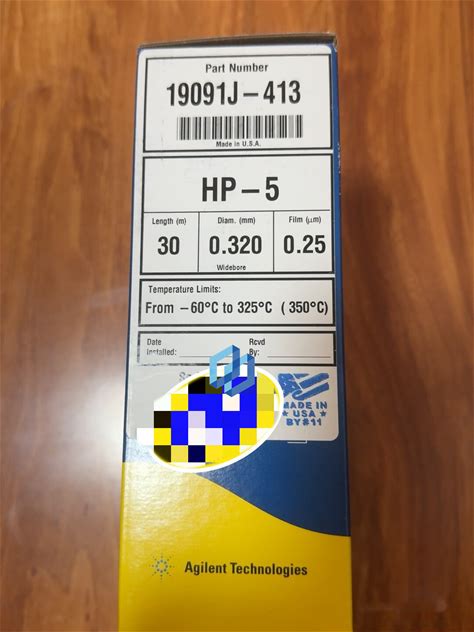 Part Number
19091J-413
Made in U.S.A.
HP-5
Length (m) Diam. (mm) Film (µm)
30 0.320 0.25
Widebore
Temperature Limits:
From -60°C to 325°C (350°C)
Date Rcvd
Installed: By:
MADE IN
USA
BY#11
Agilent Technologies